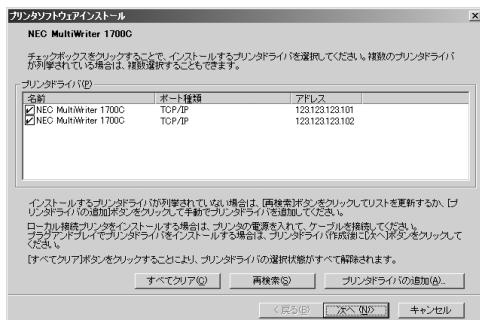 プリンタソフトウェアインストール
NEC MultiWriter 1700C
チェックボックスをクリックすることで、インストールするプリンタドライバを選択してください。複数のプリンタドライバ
が列挙されている場合は、複数選択することもできます。
プリンタドライバ(P)
名前 ポート種類 アドレス
NEC MultiWriter 1700C TCP/IP 123.123.123.101
NEC MultiWriter 1700C TCP/IP 123.123.123.102
インストールするプリンタドライバが列挙されていない場合は、[再検索]ボタンをクリックしてリストを更新するか、[プ
リンタドライバの追加]ボタンをクリックして手動でプリンタドライバを追加してください。
ローカル接続プリンタをインストールする場合は、プリンタの電源を入れて、ケーブルを接続してください。
プラグアンドプレイでプリンタドライバをインストールする場合は、プリンタドライバ作成後に[次へ]ボタンをクリックして
ください。
[すべてクリア]ボタンをクリックすることにより、プリンタドライバの選択状態がすべて解除されます。
すべてクリア(C) 再検索(S) プリンタドライバの追加(A)...
< 戻る(B) 次へ (N)> キャンセル